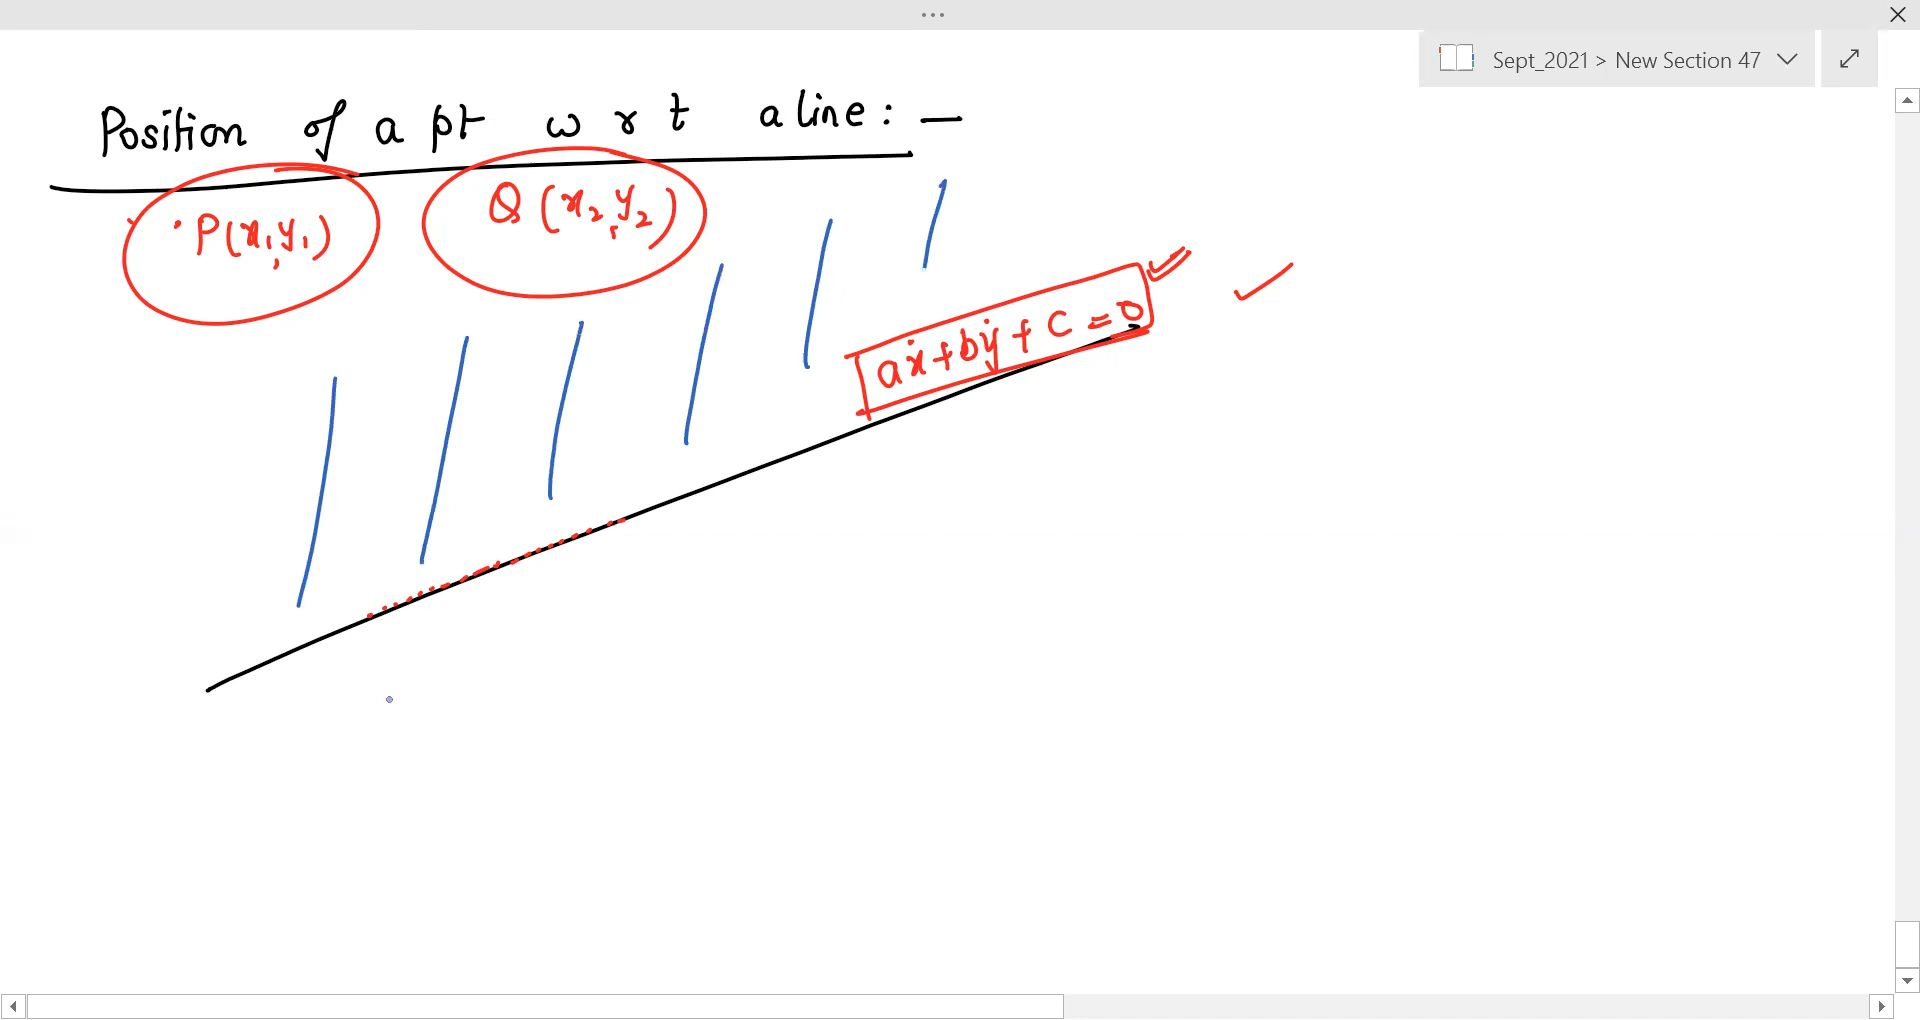 Sept_2021 > New Section 47
Position of a pt w r t a line : —
P(x₁, y₁)
Q(x₂, y₂)
ax+by+c=0